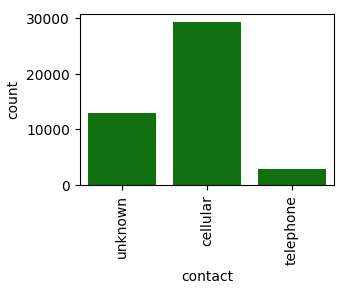 30000
20000
10000
0
count
unknown
cellular
telephone
contact